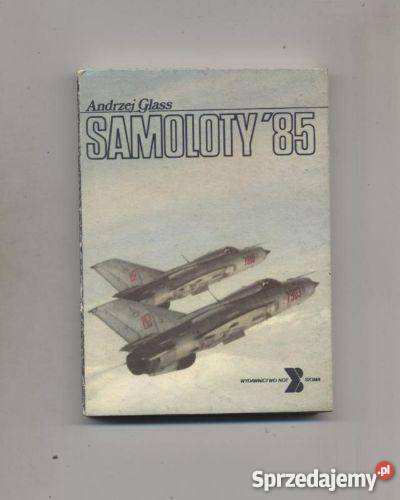 Andrzej Glass
SAMOLOTY '85
WYDAWNICTWO NOT SIGMA
Sprzedajemy.pl